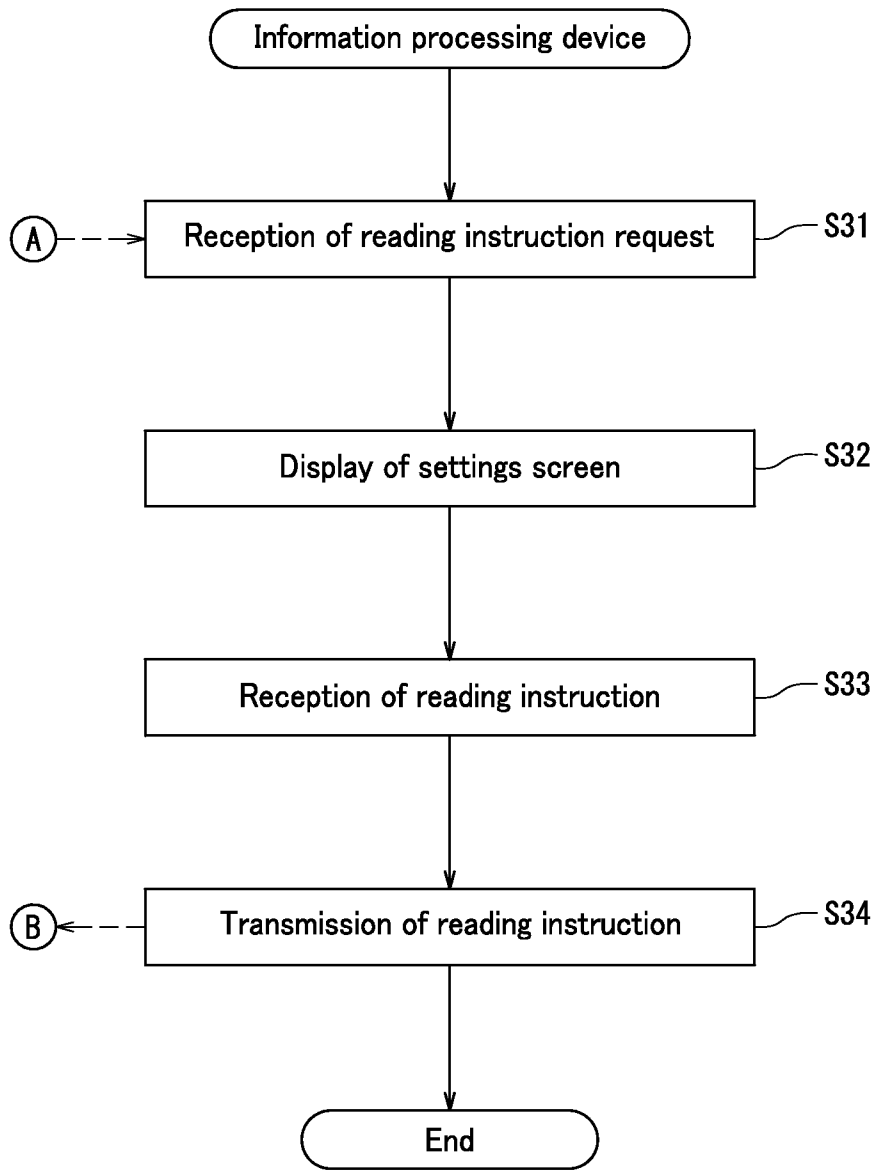 Information processing device
A
Reception of reading instruction request
S31
Display of settings screen
S32
Reception of reading instruction
S33
B
Transmission of reading instruction
S34
End